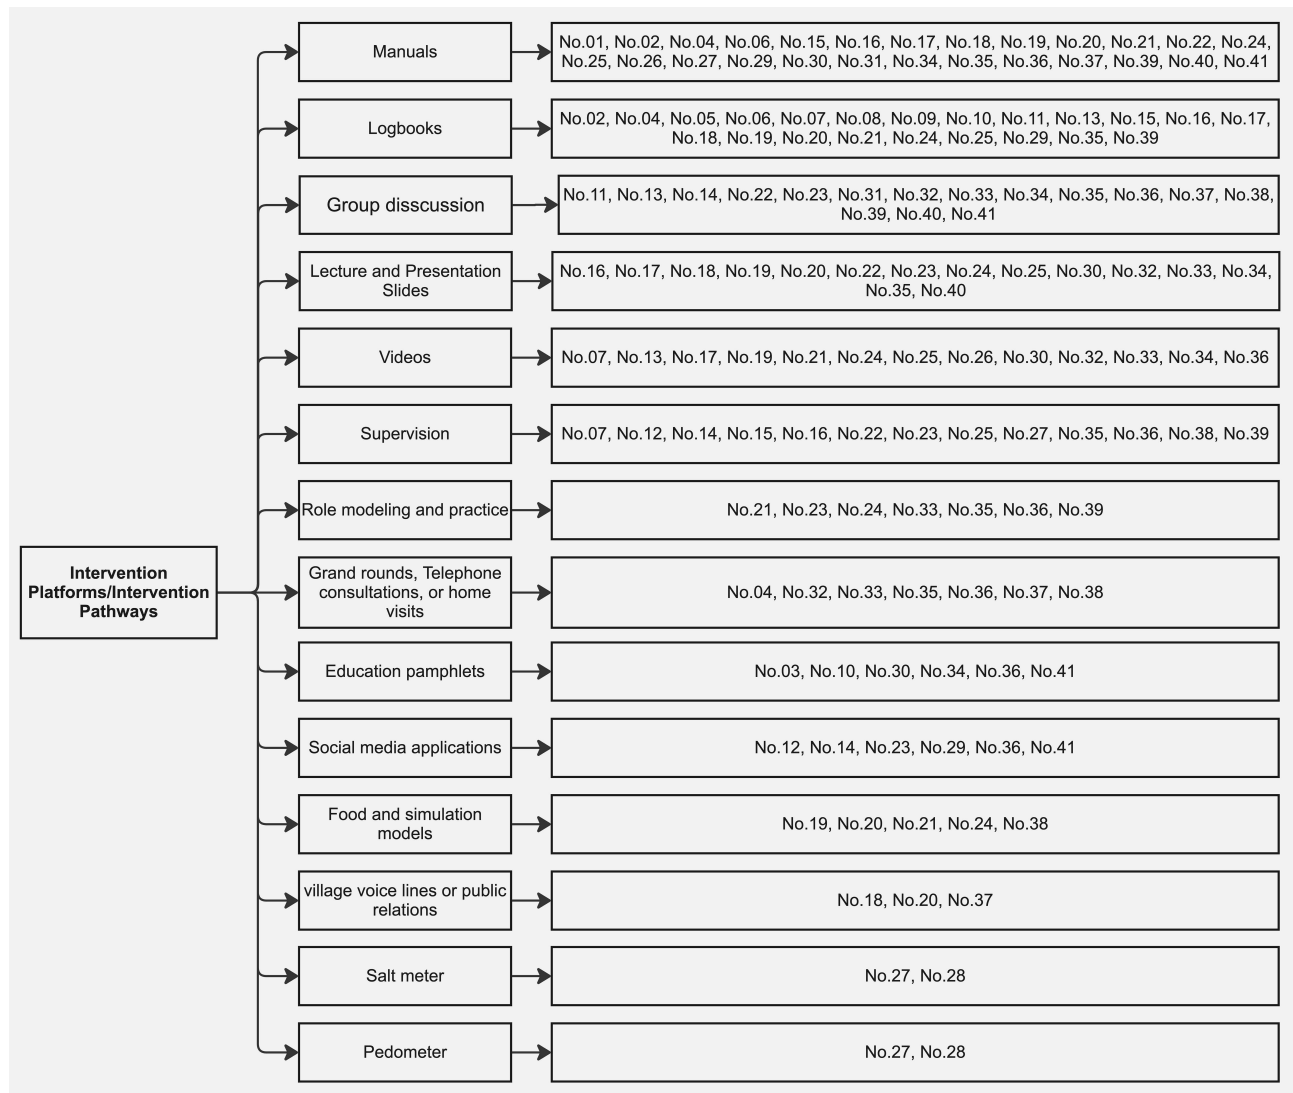 Manuals
No.01, No.02, No.04, No.06, No.15, No.16, No.17, No.18, No.19, No.20, No.21, No.22, No.24,
No.25, No.26, No.27, No.29, No.30, No.31, No.34, No.35, No.36, No.37, No.39, No.40, No.41
Logbooks
No.02, No.04, No.05, No.06, No.07, No.08, No.09, No.10, No.11, No.13, No.15, No.16, No.17,
No.18, No.19, No.20, No.21, No.24, No.25, No.29, No.35, No.39
Group disscussion
No.11, No.13, No.14, No.22, No.23, No.31, No.32, No.33, No.34, No.35, No.36, No.37, No.38,
No.39, No.40, No.41
Lecture and Presentation
Slides
No.16, No.17, No.18, No.19, No.20, No.22, No.23, No.24, No.25, No.30, No.32, No.33, No.34,
No.35, No.40
Videos
No.07, No.13, No.17, No.19, No.21, No.24, No.25, No.26, No.30, No.32, No.33, No.34, No.36
Supervision
No.07, No.12, No.14, No.15, No.16, No.22, No.23, No.25, No.27, No.35, No.36, No.38, No.39
Role modeling and practice
No.21, No.23, No.24, No.33, No.35, No.36, No.39
Intervention
Platforms/Intervention
Pathways
Grand rounds, Telephone
consultations, or home
visits
No.04, No.32, No.33, No.35, No.36, No.37, No.38
Education pamphlets
No.03, No.10, No.30, No.34, No.36, No.41
Social media applications
No.12, No.14, No.23, No.29, No.36, No.41
Food and simulation
models
No.19, No.20, No.21, No.24, No.38
village voice lines or public
relations
No.18, No.20, No.37
Salt meter
No.27, No.28
Pedometer
No.27, No.28